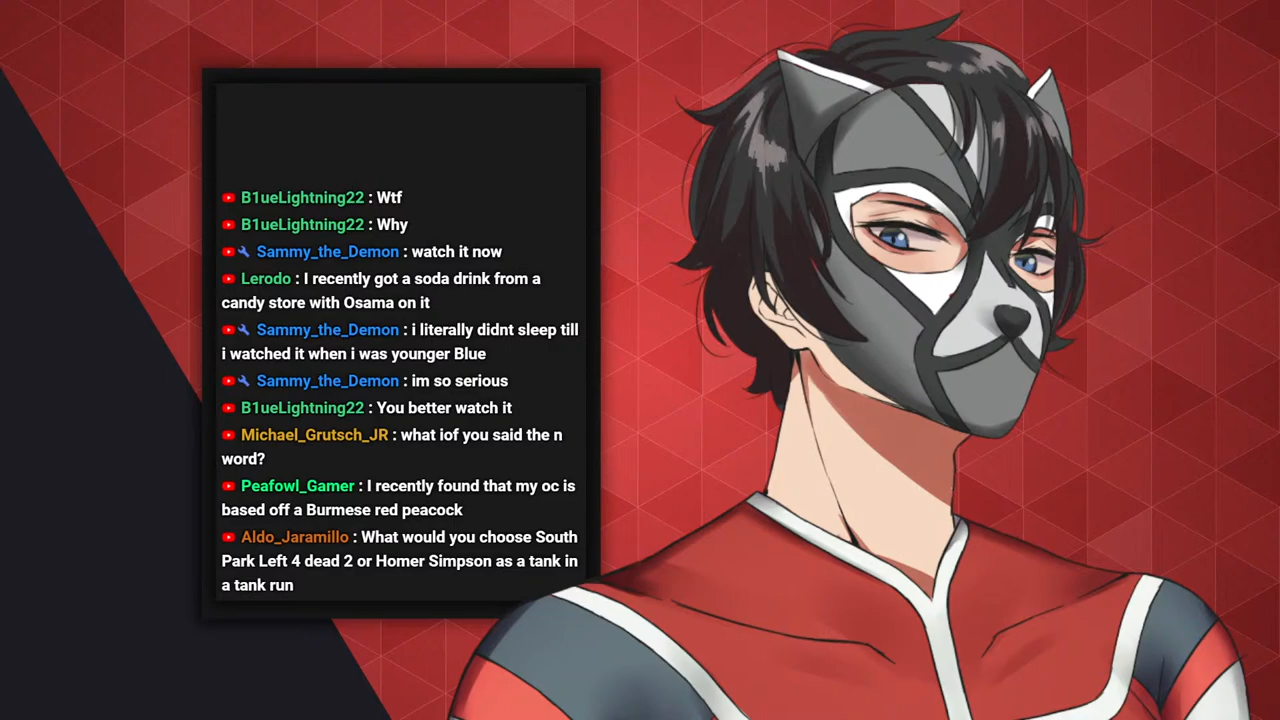 B1ueLightning22 : Wtf
B1ueLightning22 : Why
Sammy_the_Demon : watch it now
Lerodo : I recently got a soda drink from a
candy store with Osama on it
Sammy_the_Demon : i literally didnt sleep till
i watched it when i was younger Blue
Sammy_the_Demon : im so serious
B1ueLightning22 : You better watch it
Michael_Grutsch_JR : what iof you said the n
word?
Peafowl_Gamer : I recently found that my oc is
based off a Burmese red peacock
Aldo_Jaramillo : What would you choose South
Park Left 4 dead 2 or Homer Simpson as a tank in
a tank run